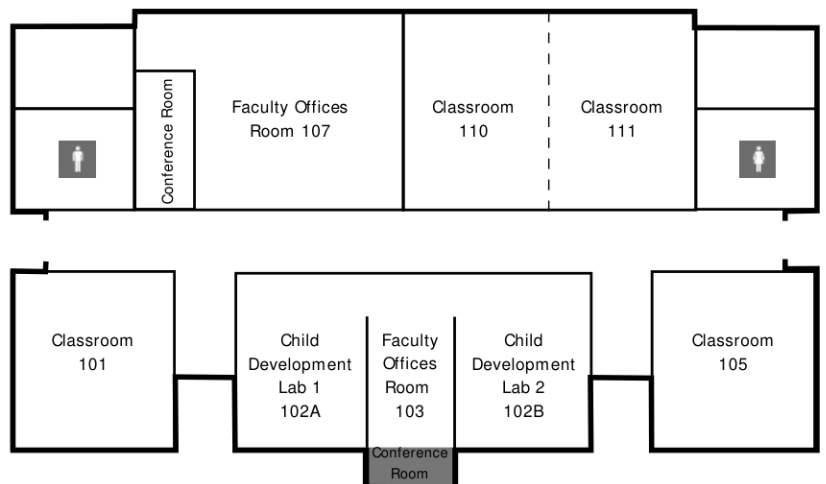 Conference Room
Faculty Offices
Room 107
Classroom
110
Classroom
111
Classroom
101
Child
Development
Lab 1
102A
Faculty
Offices
Room
103
Child
Development
Lab 2
102B
Classroom
105
Conference
Room